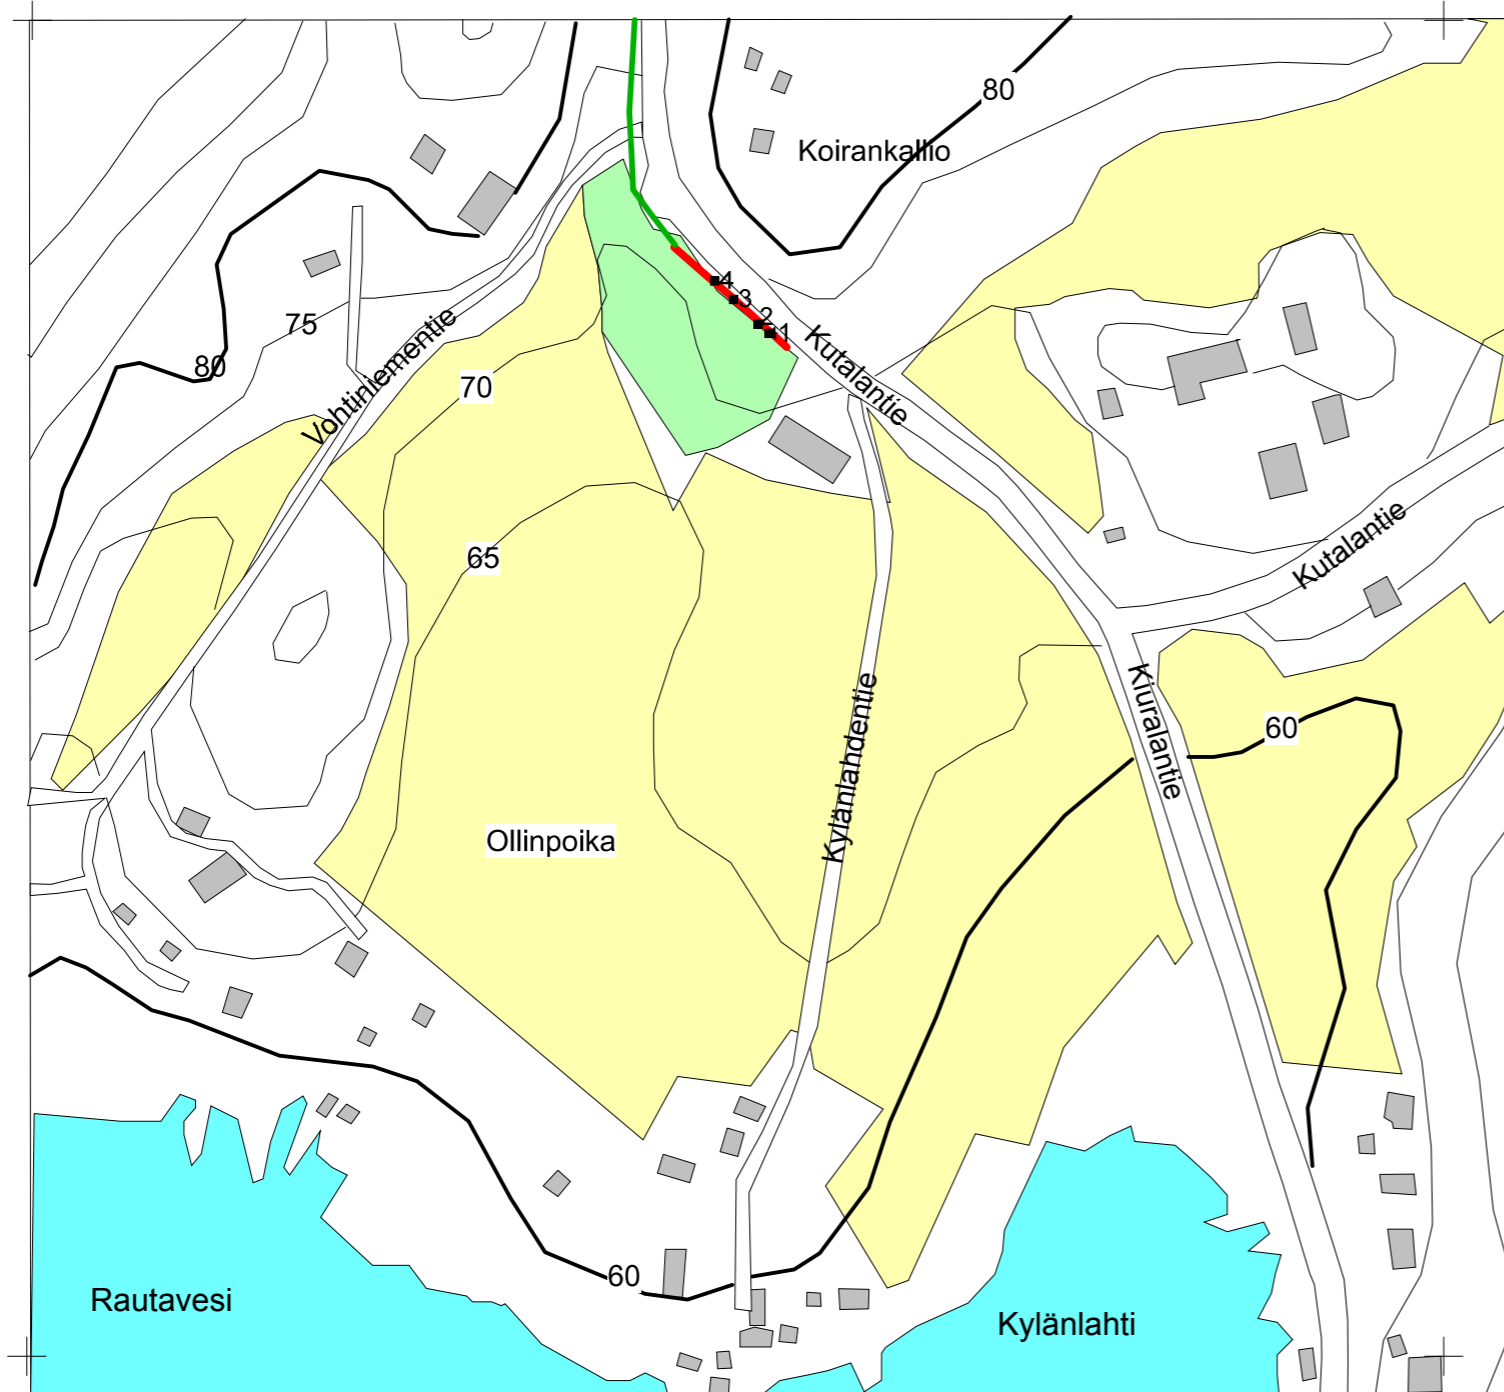 80
Koirankallio
4
3
2
1
75
Vohtiniementie
Kutalantie
80
70
65
Kutalantie
Kiuralantie
Kylänlahdentie
60
Ollinpoika
60
Rautavesi
Kylänlahti